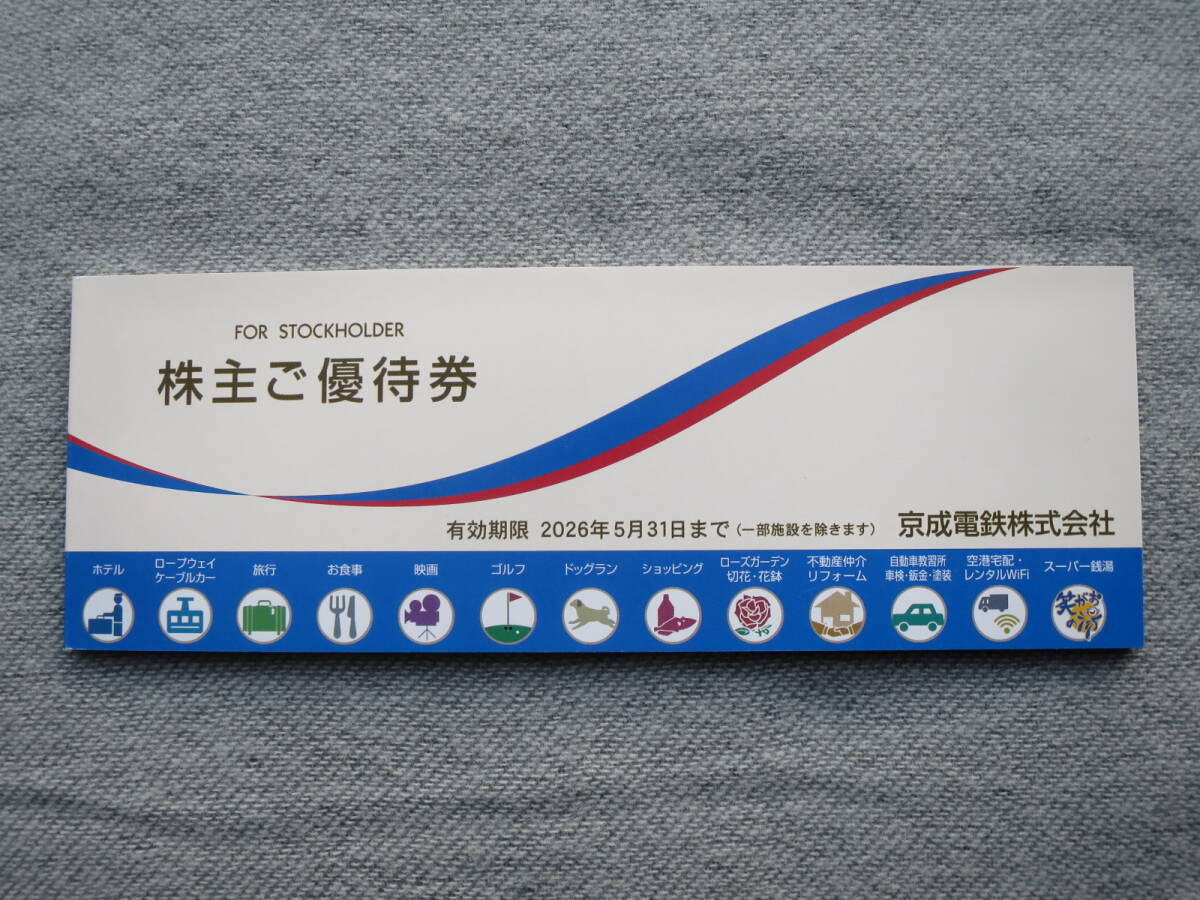 FOR STOCKHOLDER
株主ご優待券
有効期限 2026年5月31日まで（一部施設を除きます） 京成電鉄株式会社
ホテル
ロープウェイ
ケーブルカー
旅行
お食事
映画
ゴルフ
ドッグラン
ショッピング
ローズガーデン
切花・花鉢
不動産仲介
リフォーム
自動車教習所
車検・鈑金・塗装
空港宅配・
レンタルWiFi
スーパー銭湯
笑がおの湯